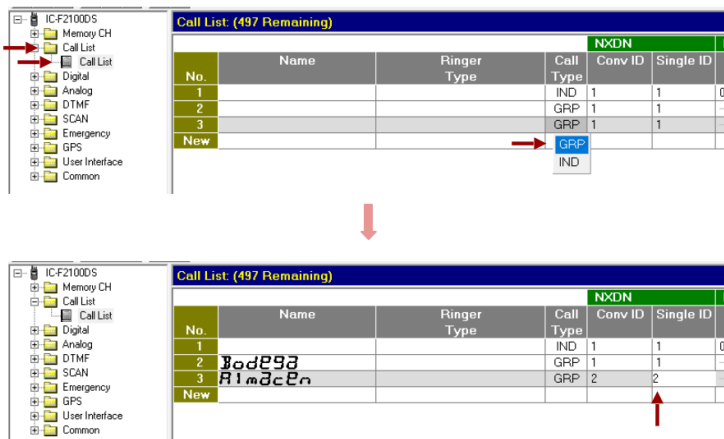 IC-F2100DS
Memory CH
Call List
Call List
Digital
Analog
DTMF
SCAN
Emergency
GPS
User Interface
Common
Call List: (497 Remaining)
NXDN
No. Name Ringer Type Call Type Conv ID Single ID
1 IND 1 1 0
2 GRP 1 1
3 GRP 1 1
New
GRP
IND
IC-F2100DS
Memory CH
Call List
Call List
Digital
Analog
DTMF
SCAN
Emergency
GPS
User Interface
Common
Call List: (497 Remaining)
NXDN
No. Name Ringer Type Call Type Conv ID Single ID
1 IND 1 1 0
2 Bodega GRP 1 1
3 Almacen GRP 2 2
New